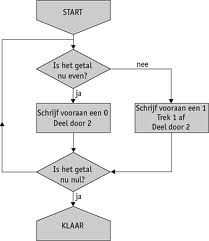 START
Is het getal
nu even?
nee
ja
Schrijf vooraan een 0
Deel door 2
Schrijf vooraan een 1
Trek 1 af
Deel door 2
Is het getal
nu nul?
ja
KLAAR